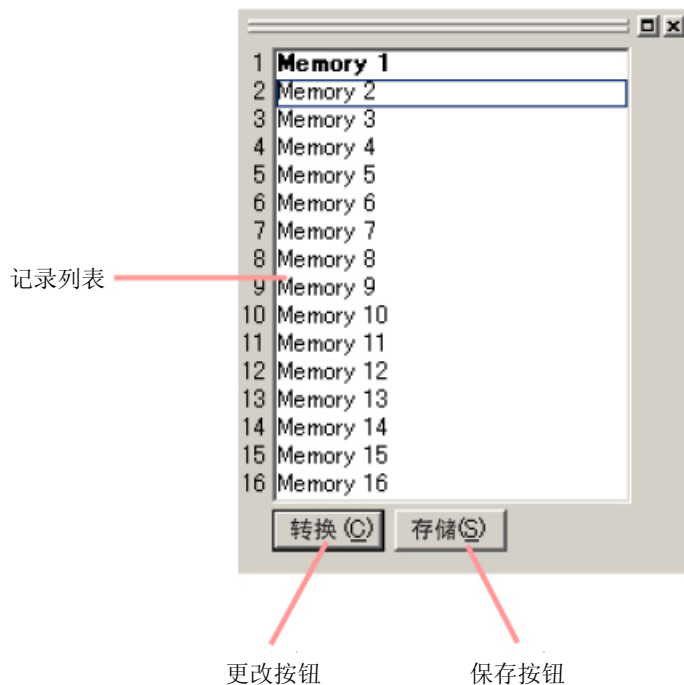 1 Memory 1
2 Memory 2
3 Memory 3
4 Memory 4
5 Memory 5
6 Memory 6
7 Memory 7
8 Memory 8
记录列表
9 Memory 9
10 Memory 10
11 Memory 11
12 Memory 12
13 Memory 13
14 Memory 14
15 Memory 15
16 Memory 16
转换(C) 存储(S)
更改按钮 保存按钮